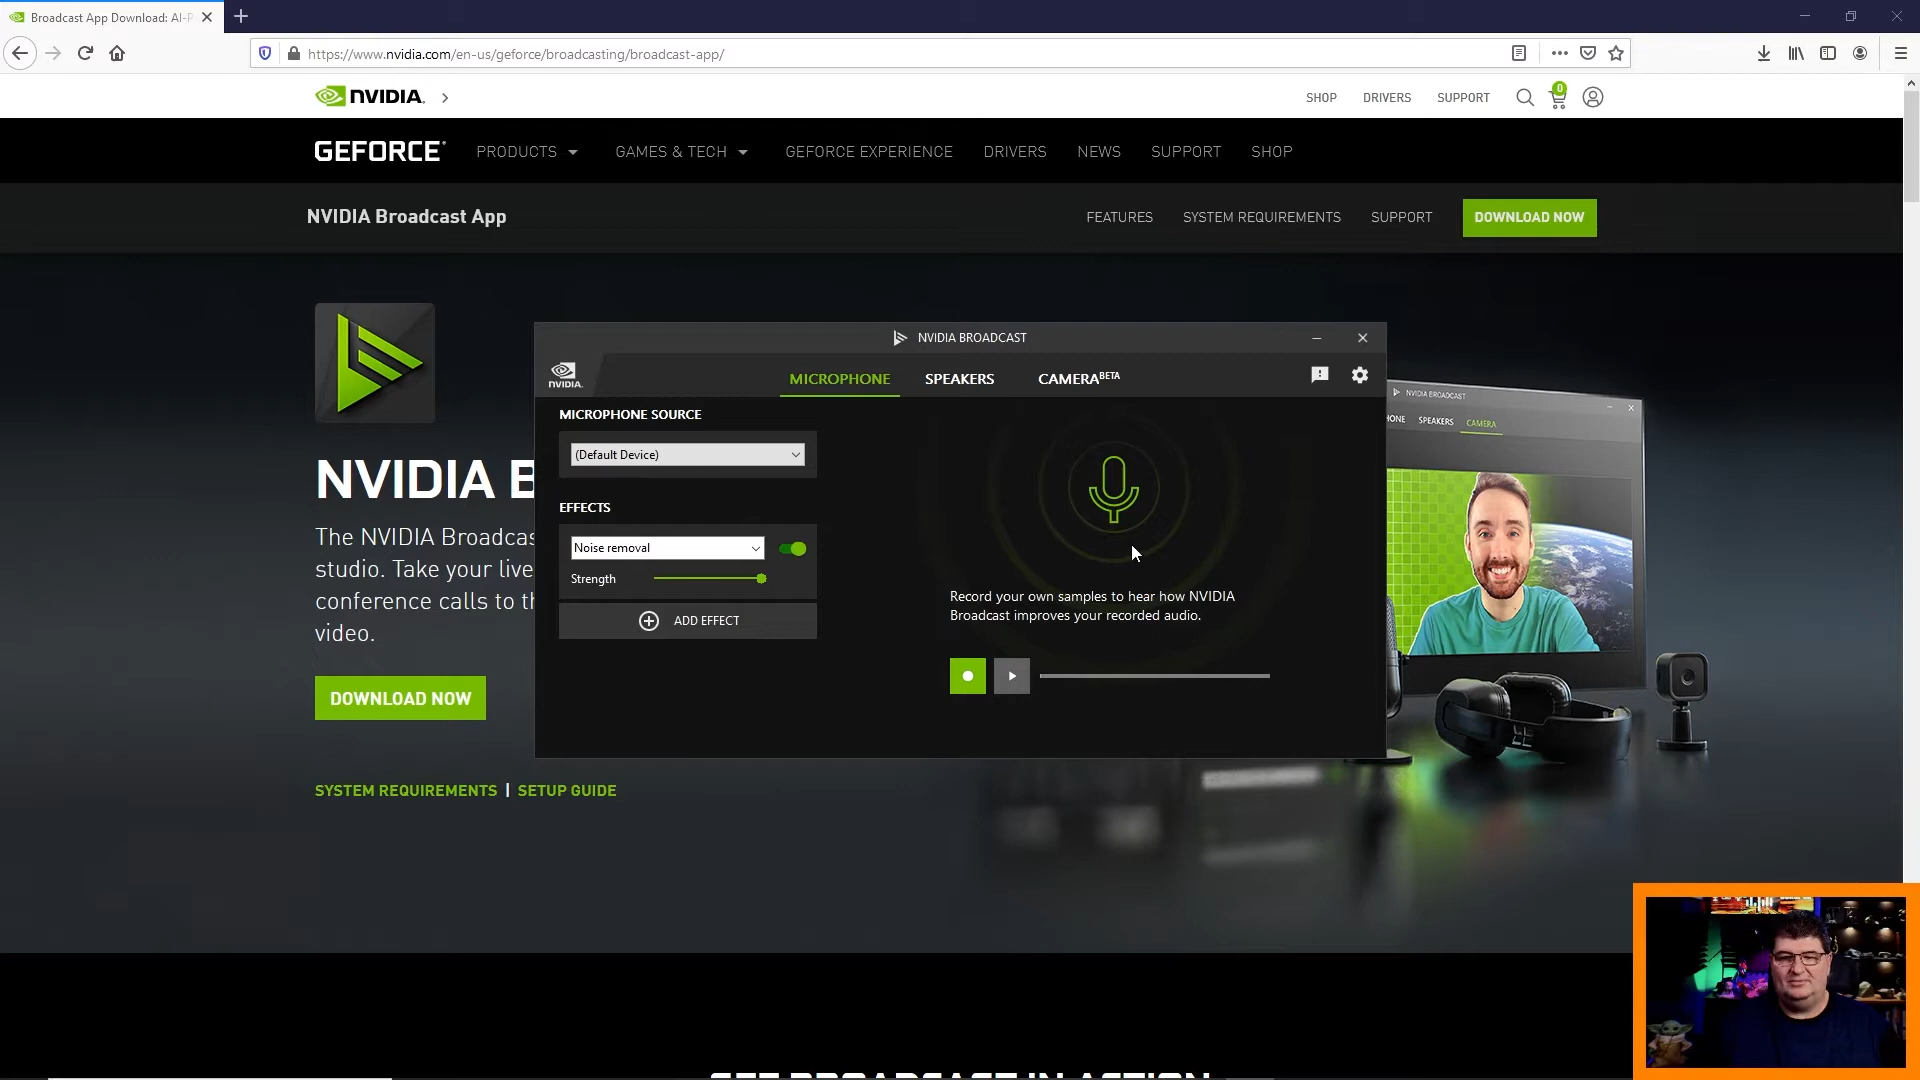 Broadcast App Download: AI-P
https://www.nvidia.com/en-us/geforce/broadcasting/broadcast-app/
NVIDIA.
SHOP
DRIVERS
SUPPORT
0
GEFORCE
PRODUCTS
GAMES & TECH
GEFORCE EXPERIENCE
DRIVERS
NEWS
SUPPORT
SHOP
NVIDIA Broadcast App
FEATURES
SYSTEM REQUIREMENTS
SUPPORT
DOWNLOAD NOW
NVIDIA BROADCAST
NVIDIA.
MICROPHONE
SPEAKERS
CAMERA BETA
MICROPHONE SOURCE
(Default Device)
EFFECTS
Noise removal
Strength
ADD EFFECT
Record your own samples to hear how NVIDIA
Broadcast improves your recorded audio.
NVIDIA BROADCAST
HONE
SPEAKERS
CAMERA
NVIDIA B
The NVIDIA Broadcas
studio. Take your live
conference calls to th
video.
DOWNLOAD NOW
SYSTEM REQUIREMENTS | SETUP GUIDE